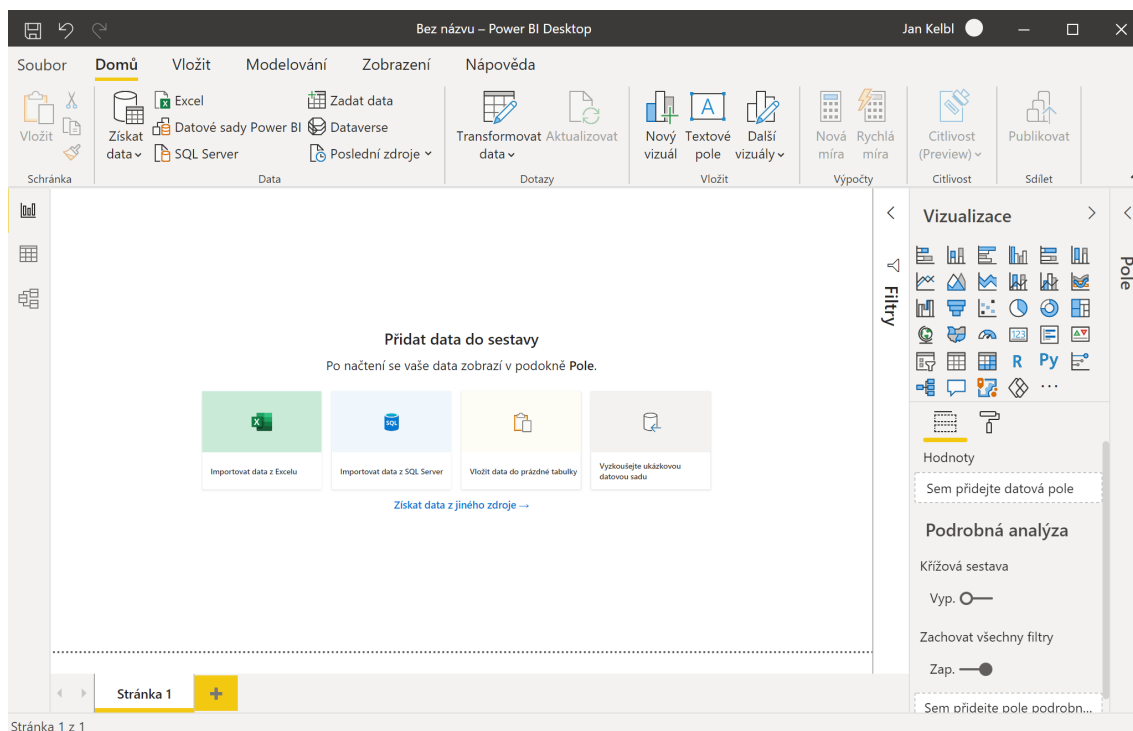 Bez názvu – Power BI Desktop
Jan Kelbl
Soubor Domů Vložit Modelování Zobrazení Nápověda
Vložit
Schránka
Získat data
Excel
Datové sady Power BI
SQL Server
Zadat data
Dataverse
Poslední zdroje
Data
Transformovat data
Aktualizovat
Dotazy
Nový vizuál
Textové pole
Další vizuály
Vložit
Nová míra
Rychlá míra
Výpočty
Citlivost (Preview)
Citlivost
Publikovat
Sdílet
Přidat data do sestavy
Po načtení se vaše data zobrazí v podokně Pole.
Importovat data z Excelu
SQL
Importovat data z SQL Server
Vložit data do prázdné tabulky
Vyzkoušejte ukázkovou
datovou sadu
Získat data z jiného zdroje →
Filtry
Vizualizace
123
R Py
Hodnoty
Sem přidejte datová pole
Podrobná analýza
Křížová sestava
Vyp.
Zachovat všechny filtry
Zap.
Sem přidejte pole podrobn...
Pole
Stránka 1
Stránka 1 z 1